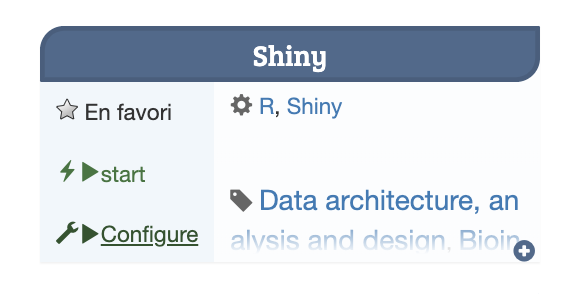 Shiny
En favori
R, Shiny
start
Data architecture, an
alysis and design, Bioin
Configure